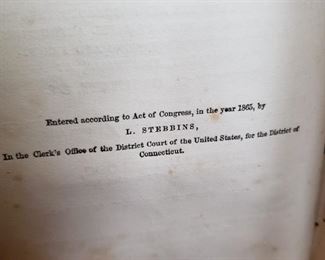 Entered according to Act of Congress, in the year 1865, by
L. STEBBINS,
In the Clerk's Office of the District Court of the United States, for the District of
Connecticut.